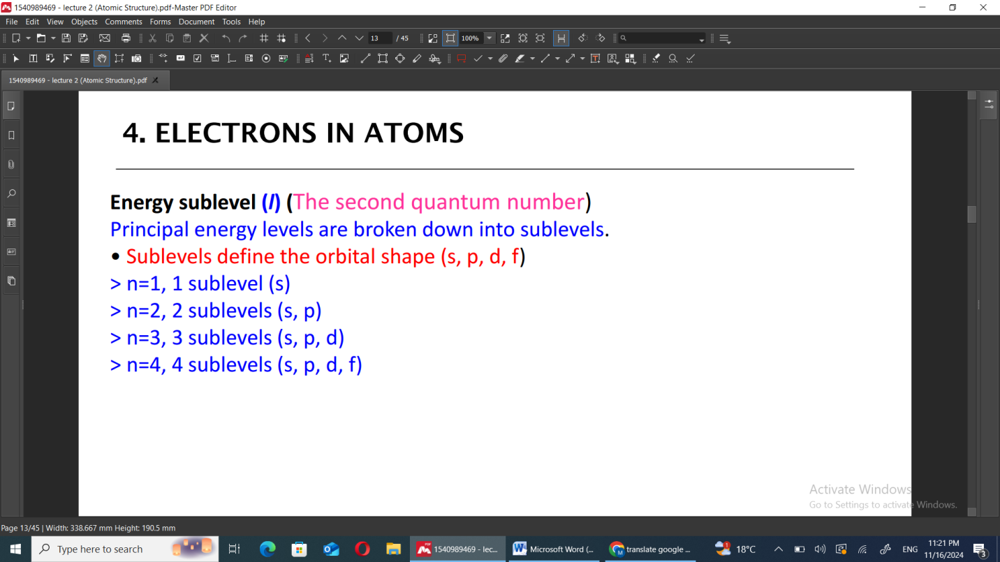 1540989469 - lecture 2 (Atomic Structure).pdf-Master PDF Editor
File Edit View Objects Comments Forms Document Tools Help
13 / 45 100%
1540989469 - lecture 2 (Atomic Structure).pdf
4. ELECTRONS IN ATOMS
Energy sublevel (l) (The second quantum number)
Principal energy levels are broken down into sublevels.
• Sublevels define the orbital shape (s, p, d, f)
> n=1, 1 sublevel (s)
> n=2, 2 sublevels (s, p)
> n=3, 3 sublevels (s, p, d)
> n=4, 4 sublevels (s, p, d, f)
Activate Windows
Go to Settings to activate Windows.
Page 13/45 | Width: 338.667 mm Height: 190.5 mm
Type here to search
1540989469 - lec...
Microsoft Word (...
translate google ...
1
18°C
ENG
11:21 PM
11/16/2024
3